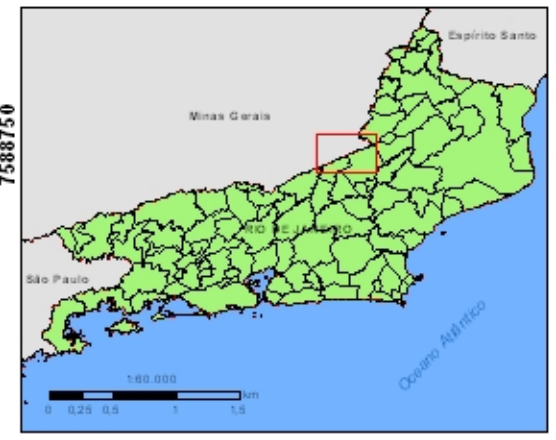 Espírito Santo
7588750
Minas Gerais
RIO DE JANEIRO
São Paulo
Oceano Atlântico
1:60.000
km
0 0,25 0,5 1 1,5